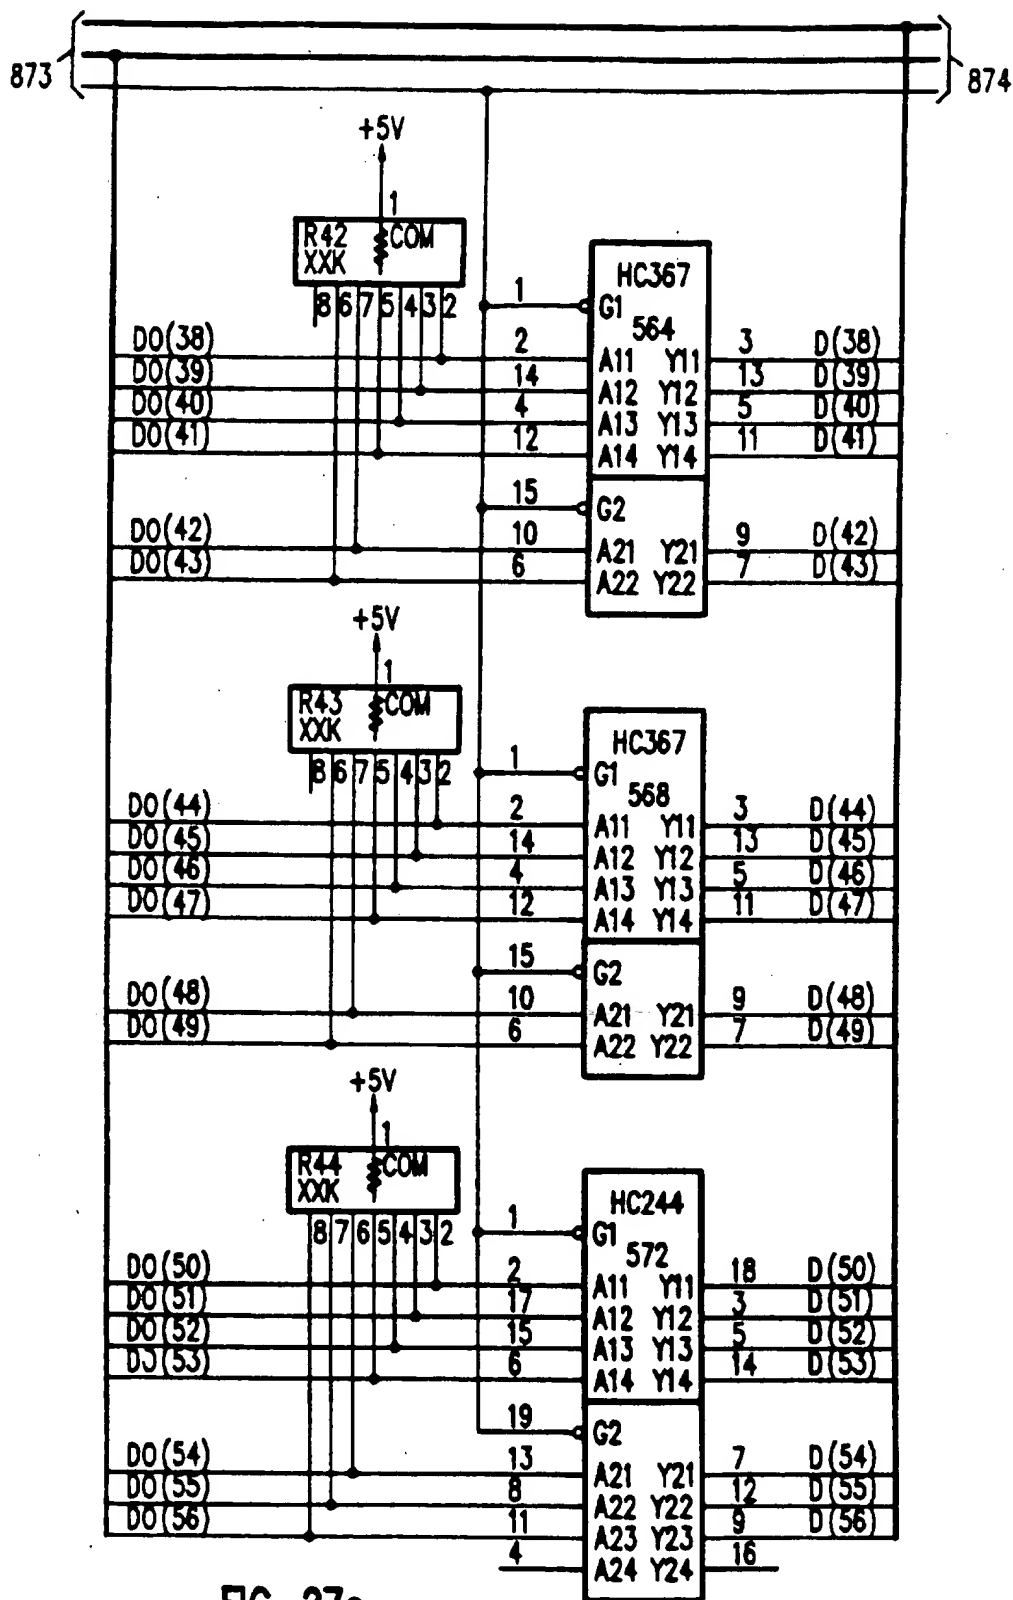 873
874
+5V
1
R42 COM
XXK
8 6 7 5 4 3 2
HC367
1 G1
564
DO(38) 2 A11 Y11 3 D(38)
DO(39) 14 A12 Y12 13 D(39)
DO(40) 4 A13 Y13 5 D(40)
DO(41) 12 A14 Y14 11 D(41)
15 G2
DO(42) 10 A21 Y21 9 D(42)
DO(43) 6 A22 Y22 7 D(43)
+5V
1
R43 COM
XXK
8 6 7 5 4 3 2
HC367
1 G1
568
DO(44) 2 A11 Y11 3 D(44)
DO(45) 14 A12 Y12 13 D(45)
DO(46) 4 A13 Y13 5 D(46)
DO(47) 12 A14 Y14 11 D(47)
15 G2
DO(48) 10 A21 Y21 9 D(48)
DO(49) 6 A22 Y22 7 D(49)
+5V
1
R44 COM
XXK
8 7 6 5 4 3 2
HC244
1 G1
572
DO(50) 2 A11 Y11 18 D(50)
DO(51) 17 A12 Y12 3 D(51)
DO(52) 15 A13 Y13 5 D(52)
DO(53) 6 A14 Y14 14 D(53)
19 G2
DO(54) 13 A21 Y21 7 D(54)
DO(55) 8 A22 Y22 12 D(55)
DO(56) 11 A23 Y23 9 D(56)
4 A24 Y24 16